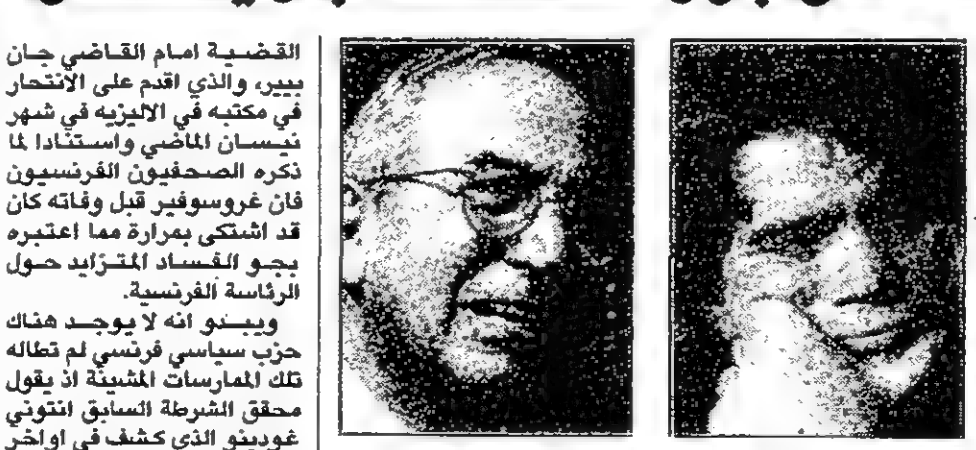 القضية امام القاضي جان
بيير، والذي اقدم على الانتحار
في مكتبه في الاليزيه في شهر
نيسان الماضي واستنادا لما
ذكره الصحفيون الفرنسيون
فان غروسوفير قبل وفاته كان
قد اشتكى بمرارة مما اعتبره
بجو الفساد المتزايد حول
الرئاسة الفرنسية.
ويبدو انه لا يوجد هناك
حزب سياسي فرنسي لم تطاله
تلك الممارسات المشينة اذ يقول
محقق الشرطة السابق انتوني
غودينو الذي كشف في اواخر